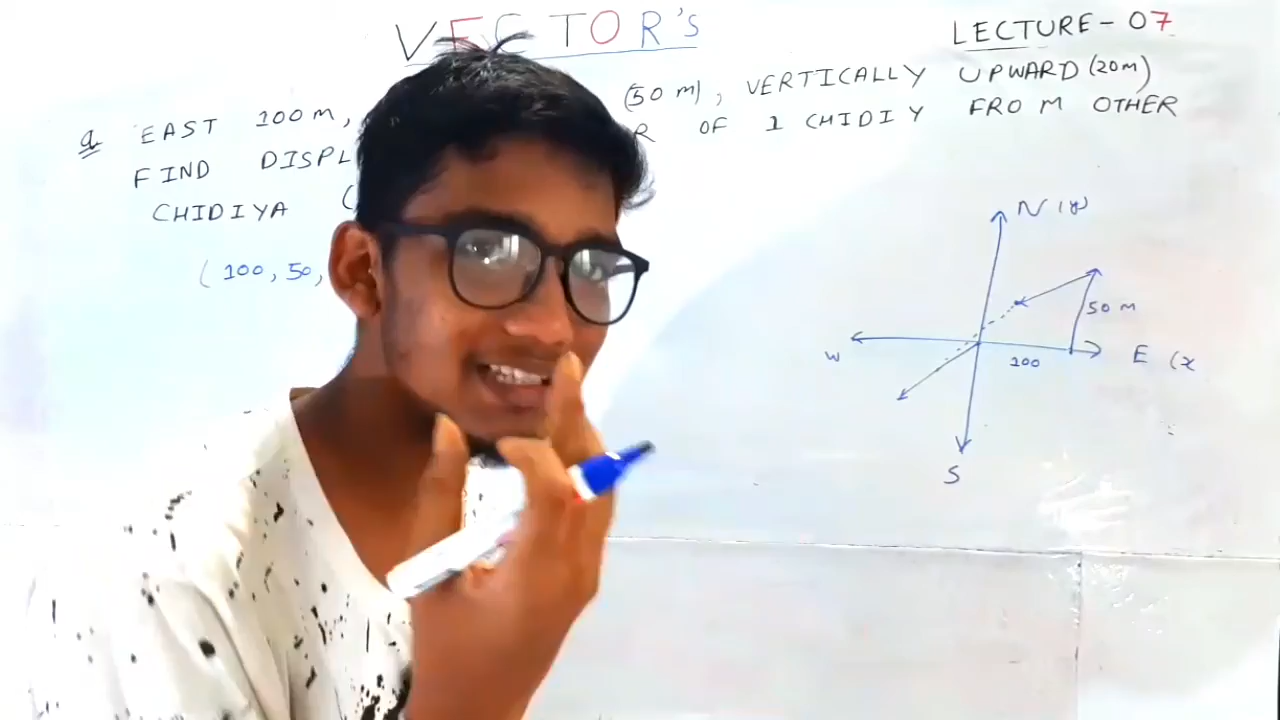 VECTOR'S
LECTURE-07
Q EAST 100m, (50 m), VERTICALLY UPWARD (20m)
FIND DISPL R OF 1 CHIDIY FROM OTHER
CHIDIYA (
(100, 50,
N (y)
50 m
W
100
E (x
S